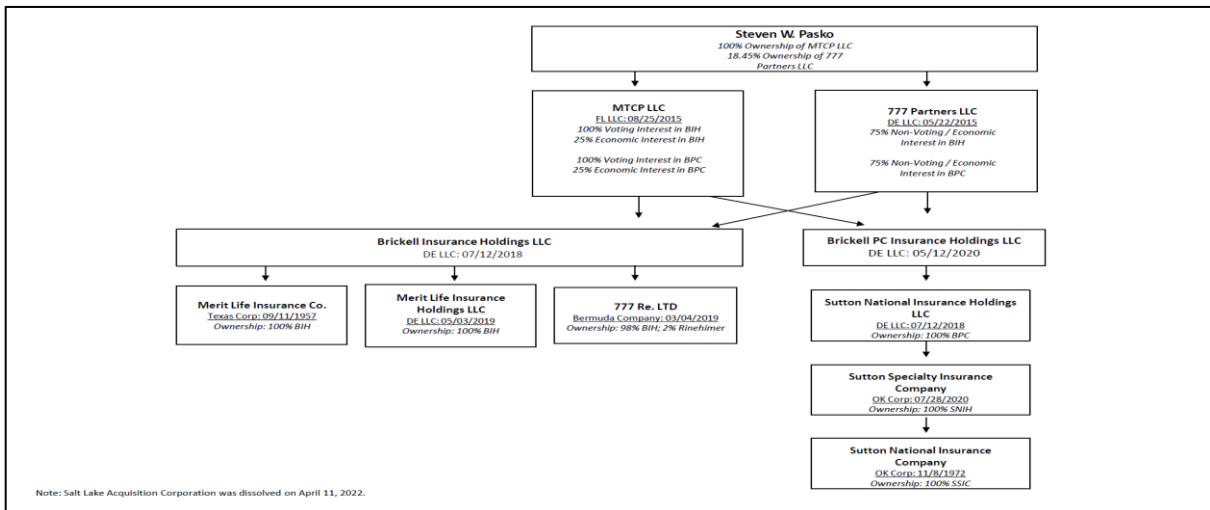 Steven W. Pasko
100% Ownership of MTCP LLC
18.45% Ownership of 777
Partners LLC
MTCP LLC
FL LLC: 08/25/2015
100% Voting Interest in BIH
25% Economic Interest in BIH
100% Voting Interest in BPC
25% Economic Interest in BPC
777 Partners LLC
DE LLC: 05/22/2015
75% Non-Voting / Economic
Interest in BIH
75% Non-Voting / Economic
Interest in BPC
Brickell Insurance Holdings LLC
DE LLC: 07/12/2018
Brickell PC Insurance Holdings LLC
DE LLC: 05/12/2020
Merit Life Insurance Co.
Texas Corp: 09/11/1957
Ownership: 100% BIH
Merit Life Insurance
Holdings LLC
DE LLC: 05/03/2019
Ownership: 100% BIH
777 Re. LTD
Bermuda Company: 03/04/2019
Ownership: 98% BIH; 2% Rinehimer
Sutton National Insurance Holdings
LLC
DE LLC: 07/12/2018
Ownership: 100% BPC
Sutton Specialty Insurance
Company
OK Corp: 07/28/2020
Ownership: 100% SNIH
Sutton National Insurance
Company
OK Corp: 11/8/1972
Ownership: 100% SSIC
Note: Salt Lake Acquisition Corporation was dissolved on April 11, 2022.